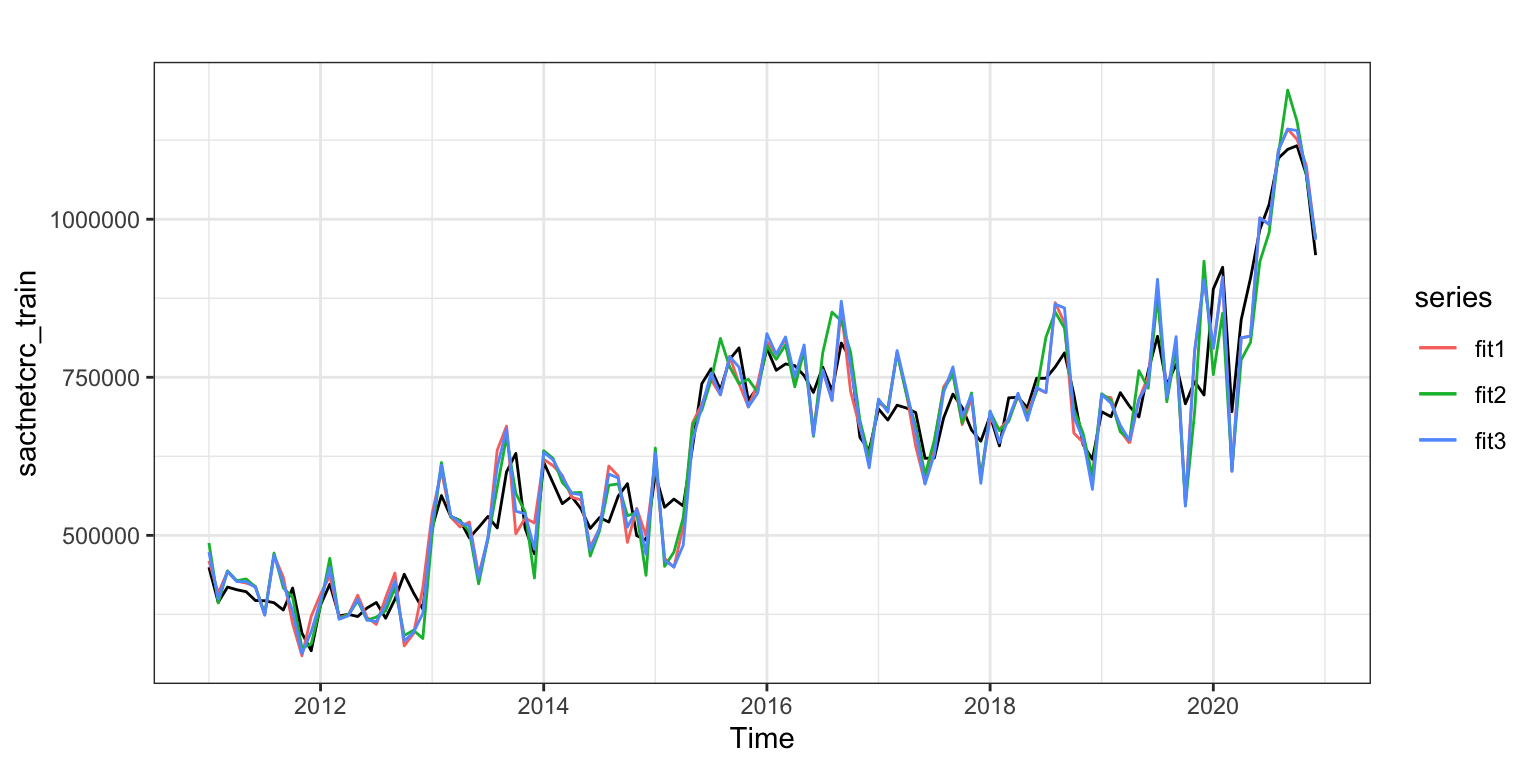 1000000
750000
500000
sactnetcrc_train
2012
2014
2016
2018
2020
Time
series
fit1
fit2
fit3